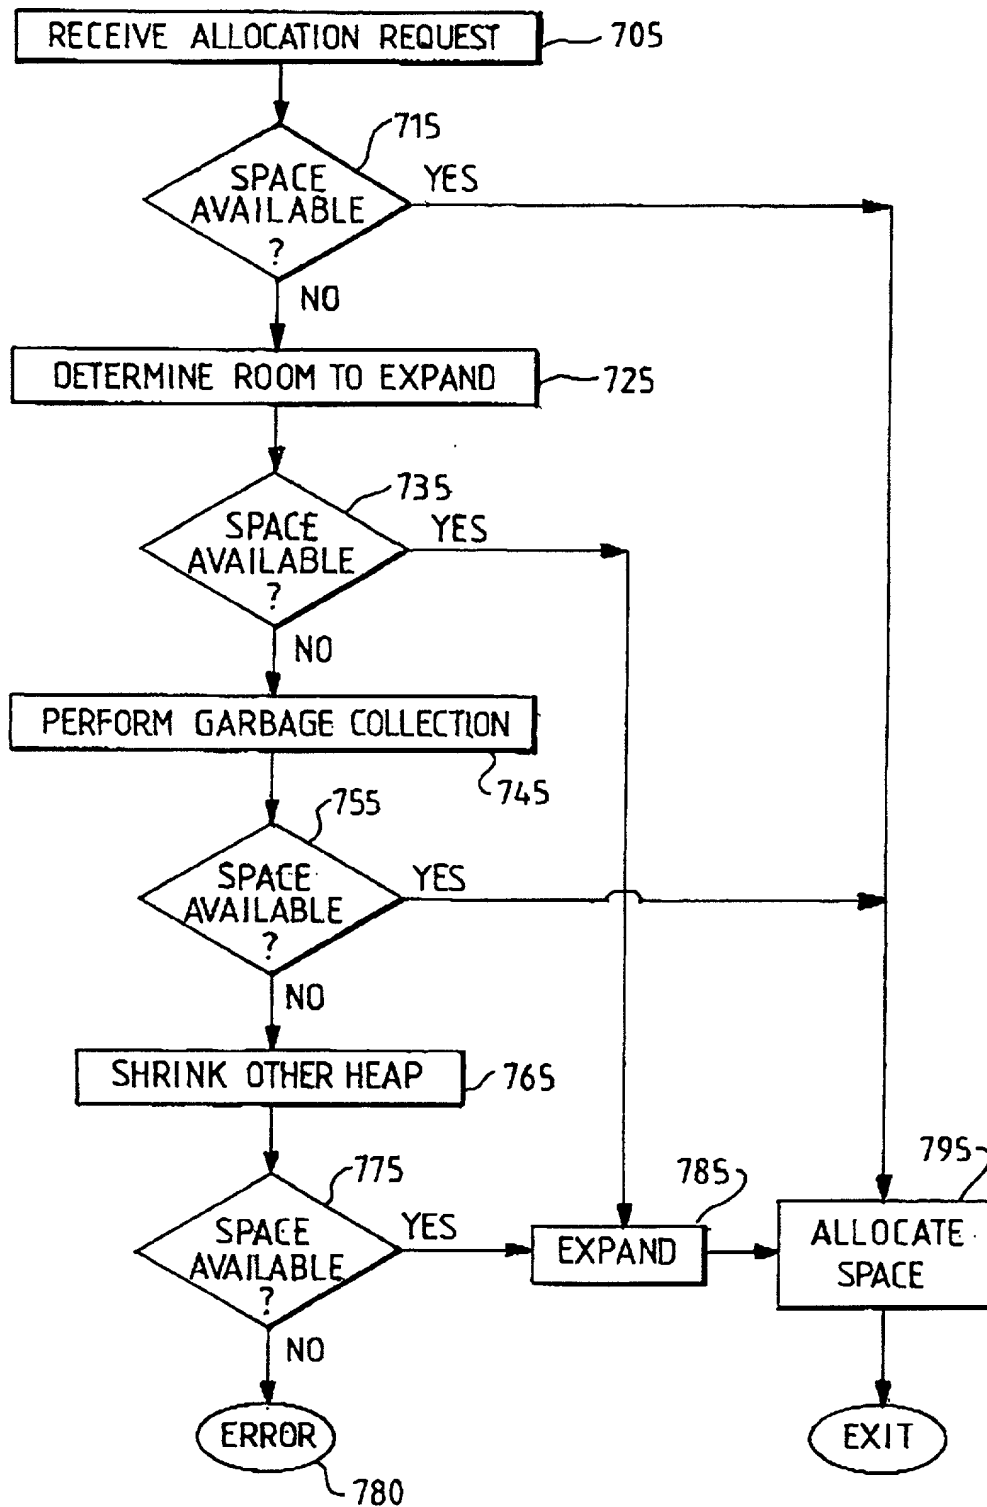 RECEIVE ALLOCATION REQUEST
705
715
SPACE
AVAILABLE
?
YES
NO
DETERMINE ROOM TO EXPAND
725
735
SPACE
AVAILABLE
?
YES
NO
PERFORM GARBAGE COLLECTION
745
755
SPACE
AVAILABLE
?
YES
NO
SHRINK OTHER HEAP
765
775
SPACE
AVAILABLE
?
YES
NO
785
EXPAND
795
ALLOCATE
SPACE
ERROR
780
EXIT